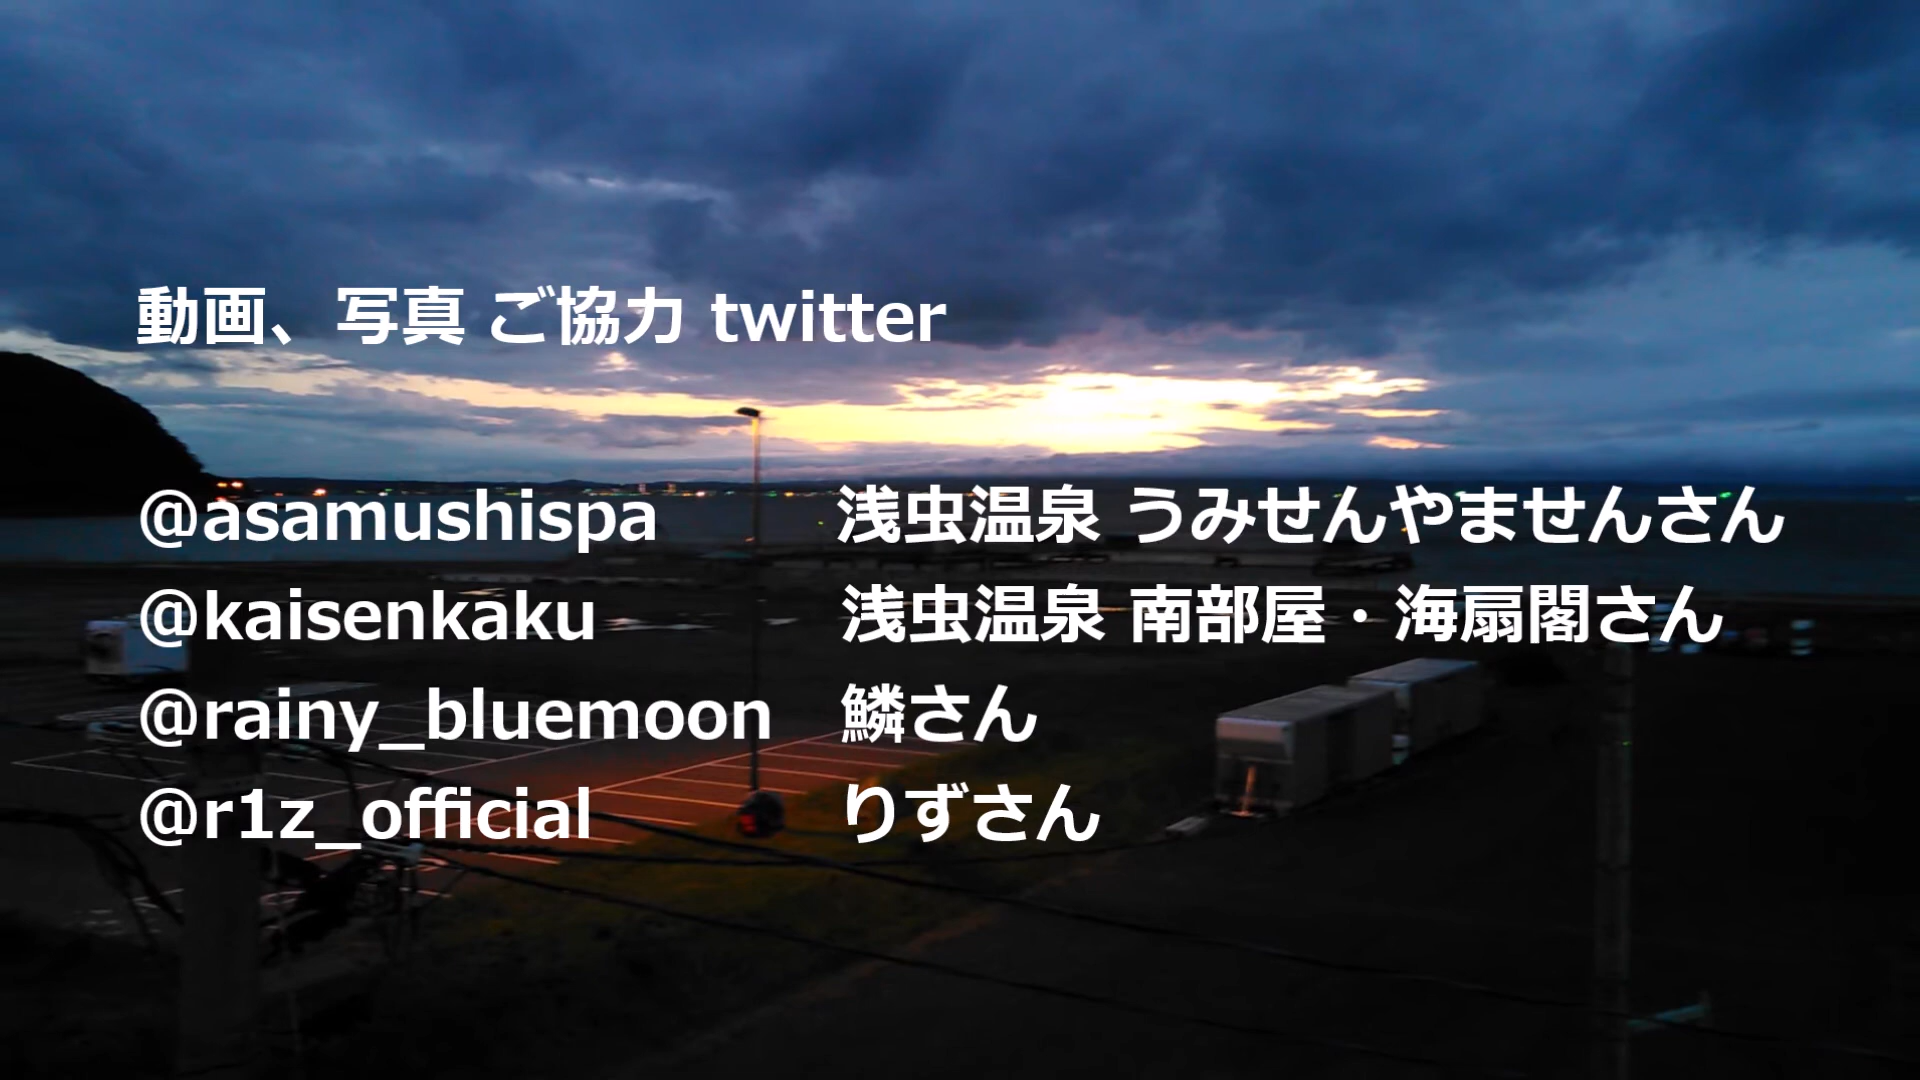 動画、写真 ご協力 twitter
@asamushispa 浅虫温泉 うみせんやませんさん
@kaisenkaku 浅虫温泉 南部屋・海扇閣さん
@rainy_bluemoon 鱗さん
@r1z_official りずさん